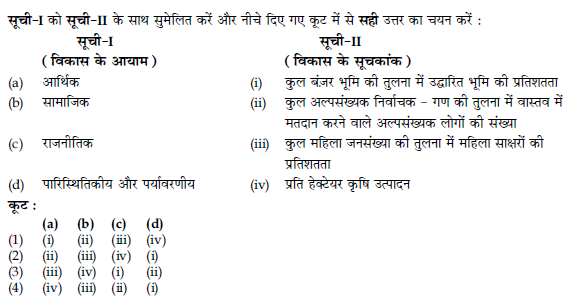 सूची-I को सूची-II के साथ सुमेलित करें और नीचे दिए गए कूट में से सही उत्तर का चयन करें :
सूची-I सूची-II
( विकास के आयाम ) ( विकास के सूचकांक )
(a) आर्थिक (i) कुल बंज़र भूमि की तुलना में उद्धारित भूमि की प्रतिशतता
(b) सामाजिक (ii) कुल अल्पसंख्यक निर्वाचक - गण की तुलना में वास्तव में
मतदान करने वाले अल्पसंख्यक लोगों की संख्या
(c) राजनीतिक (iii) कुल महिला जनसंख्या की तुलना में महिला साक्षरों की
प्रतिशतता
(d) पारिस्थितिकीय और पर्यावरणीय (iv) प्रति हेक्टेयर कृषि उत्पादन
कूट :
(a) (b) (c) (d)
(1) (i) (ii) (iii) (iv)
(2) (ii) (iii) (iv) (i)
(3) (iii) (iv) (i) (ii)
(4) (iv) (iii) (ii) (i)